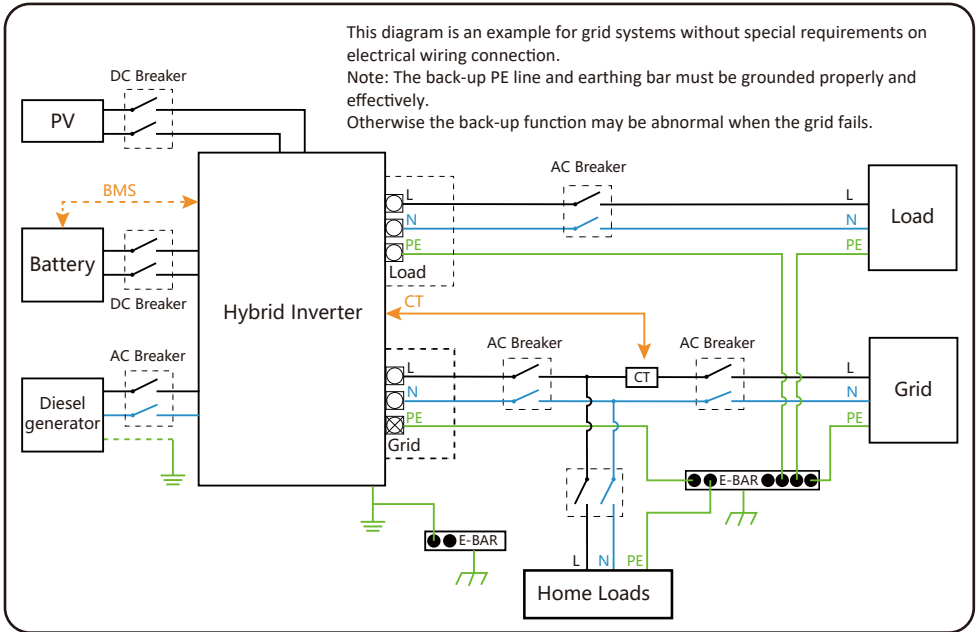 This diagram is an example for grid systems without special requirements on
electrical wiring connection.
Note: The back-up PE line and earthing bar must be grounded properly and
effectively.
Otherwise the back-up function may be abnormal when the grid fails.
DC Breaker
PV
AC Breaker
BMS
L
L
N
N
Load
PE
PE
Battery
Load
DC Breaker
CT
Hybrid Inverter
AC Breaker
AC Breaker
AC Breaker
L
CT
L
N
N
Grid
Diesel
generator
PE
PE
Grid
E-BAR
E-BAR
L
N
PE
Home Loads